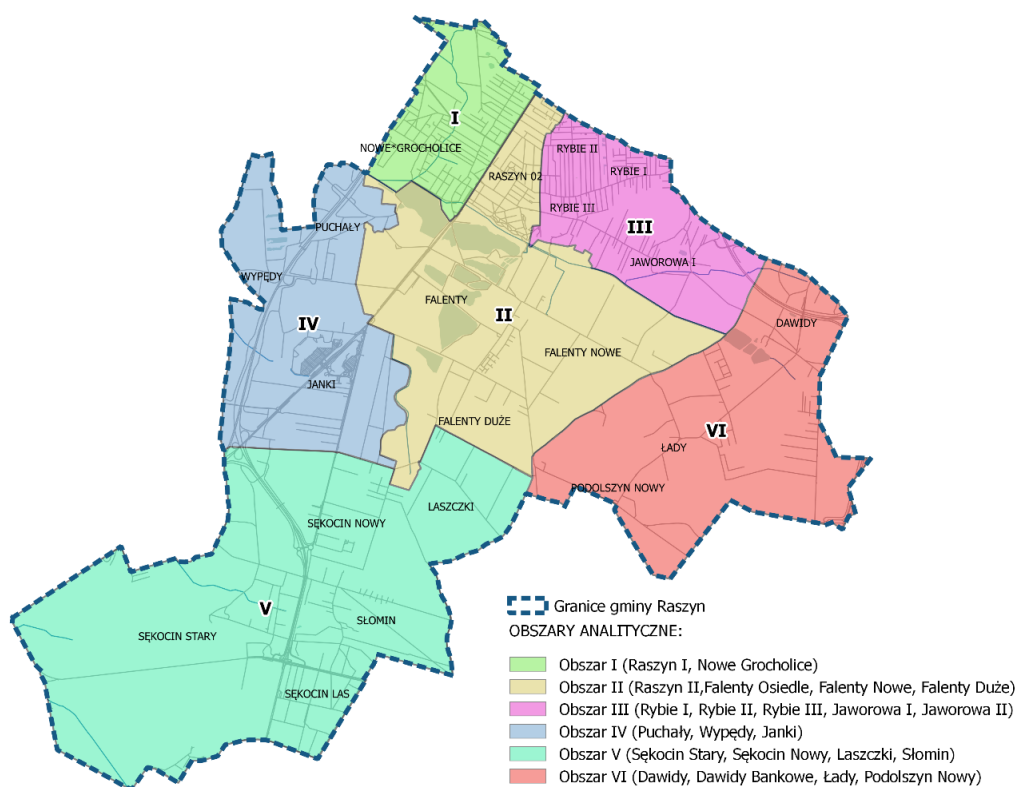 I
NOWE*GROCHOLICE
RYBIE II
RASZYN 02
RYBIE I
RYBIE III
PUCHAŁY
III
JAWOROWA I
WYPĘDY
FALENTY
II
IV
DAWIDY
FALENTY NOWE
JANKI
FALENTY DUŻE
VI
ŁADY
PODOLSZYN NOWY
LASZCZKI
SĘKOCIN NOWY
V
SŁOMIN
SĘKOCIN STARY
SĘKOCIN LAS
Granice gminy Raszyn
OBSZARY ANALITYCZNE:
Obszar I (Raszyn I, Nowe Grocholice)
Obszar II (Raszyn II,Falenty Osiedle, Falenty Nowe, Falenty Duże)
Obszar III (Rybie I, Rybie II, Rybie III, Jaworowa I, Jaworowa II)
Obszar IV (Puchały, Wypędy, Janki)
Obszar V (Sękocin Stary, Sękocin Nowy, Laszczki, Słomin)
Obszar VI (Dawidy, Dawidy Bankowe, Łady, Podolszyn Nowy)